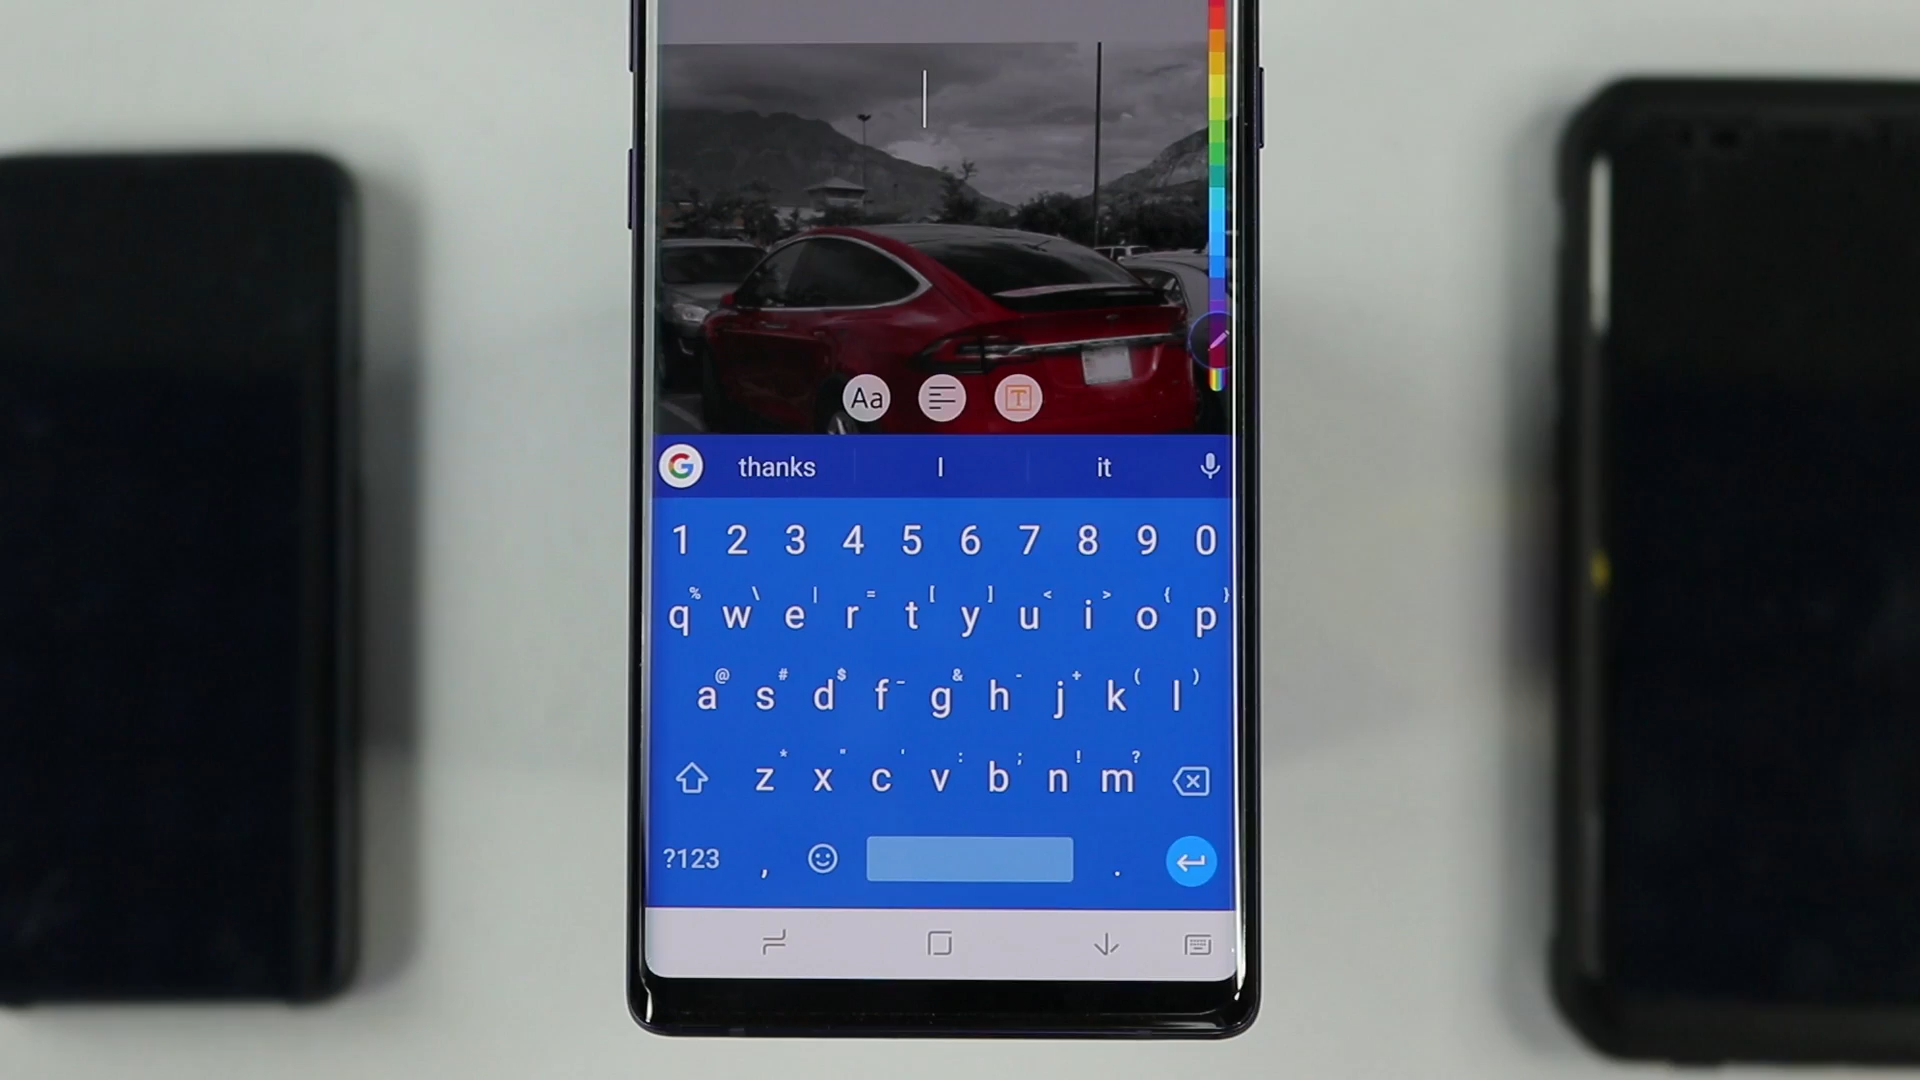 Aa T
G thanks I it
1 2 3 4 5 6 7 8 9 0
% \ | = [ ] < > { }
q w e r t y u i o p
@ # $ _ & - + ( )
a s d f g h j k l
* " ' : ; ! ?
z x c v b n m
?123 , .